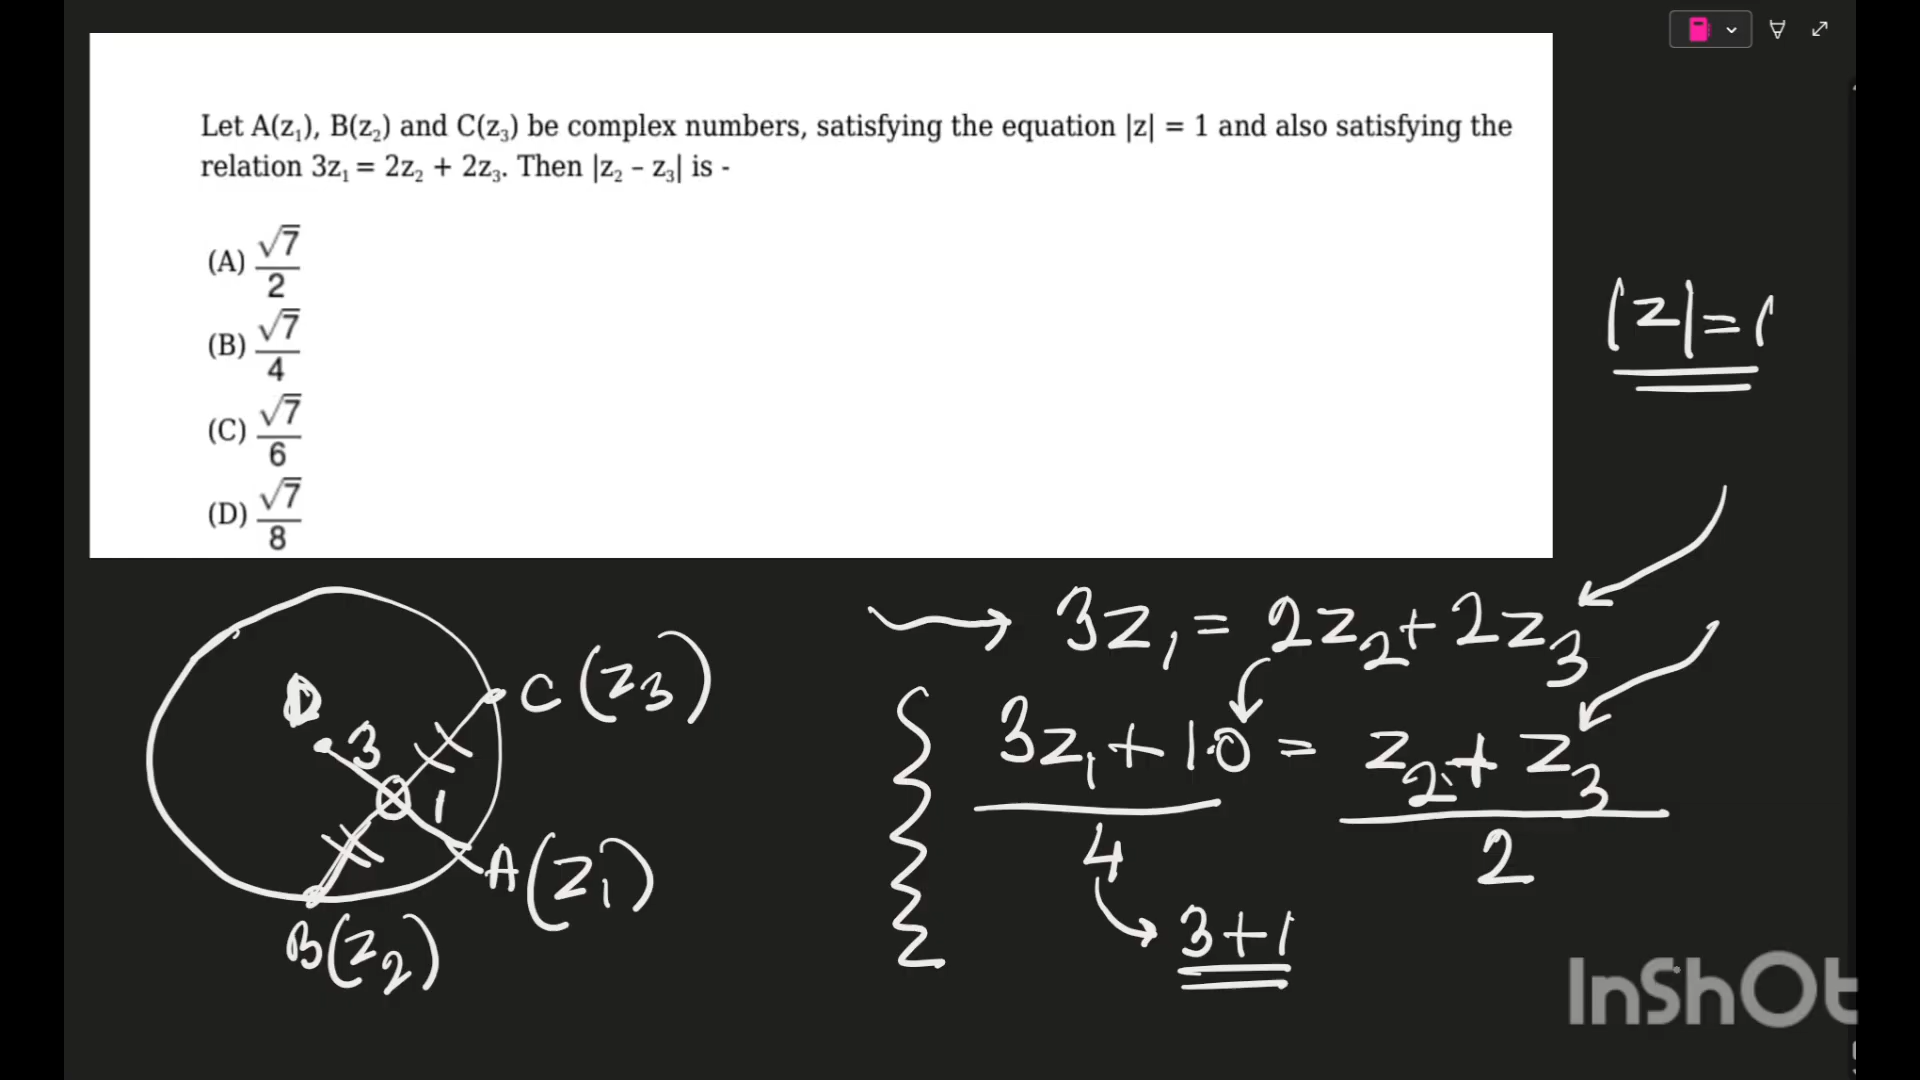 Let A(z₁), B(z₂) and C(z₃) be complex numbers, satisfying the equation |z| = 1 and also satisfying the
relation 3z₁ = 2z₂ + 2z₃. Then |z₂ – z₃| is -
(A) √7/2
(B) √7/4
(C) √7/6
(D) √7/8
|z|=1
3z₁ = 2z₂ + 2z₃
(3z₁ + 1·0)/4 = (z₂ + z₃)/2
3+1
C(z₃)
3
1
A(z₁)
B(z₂)
InShOt